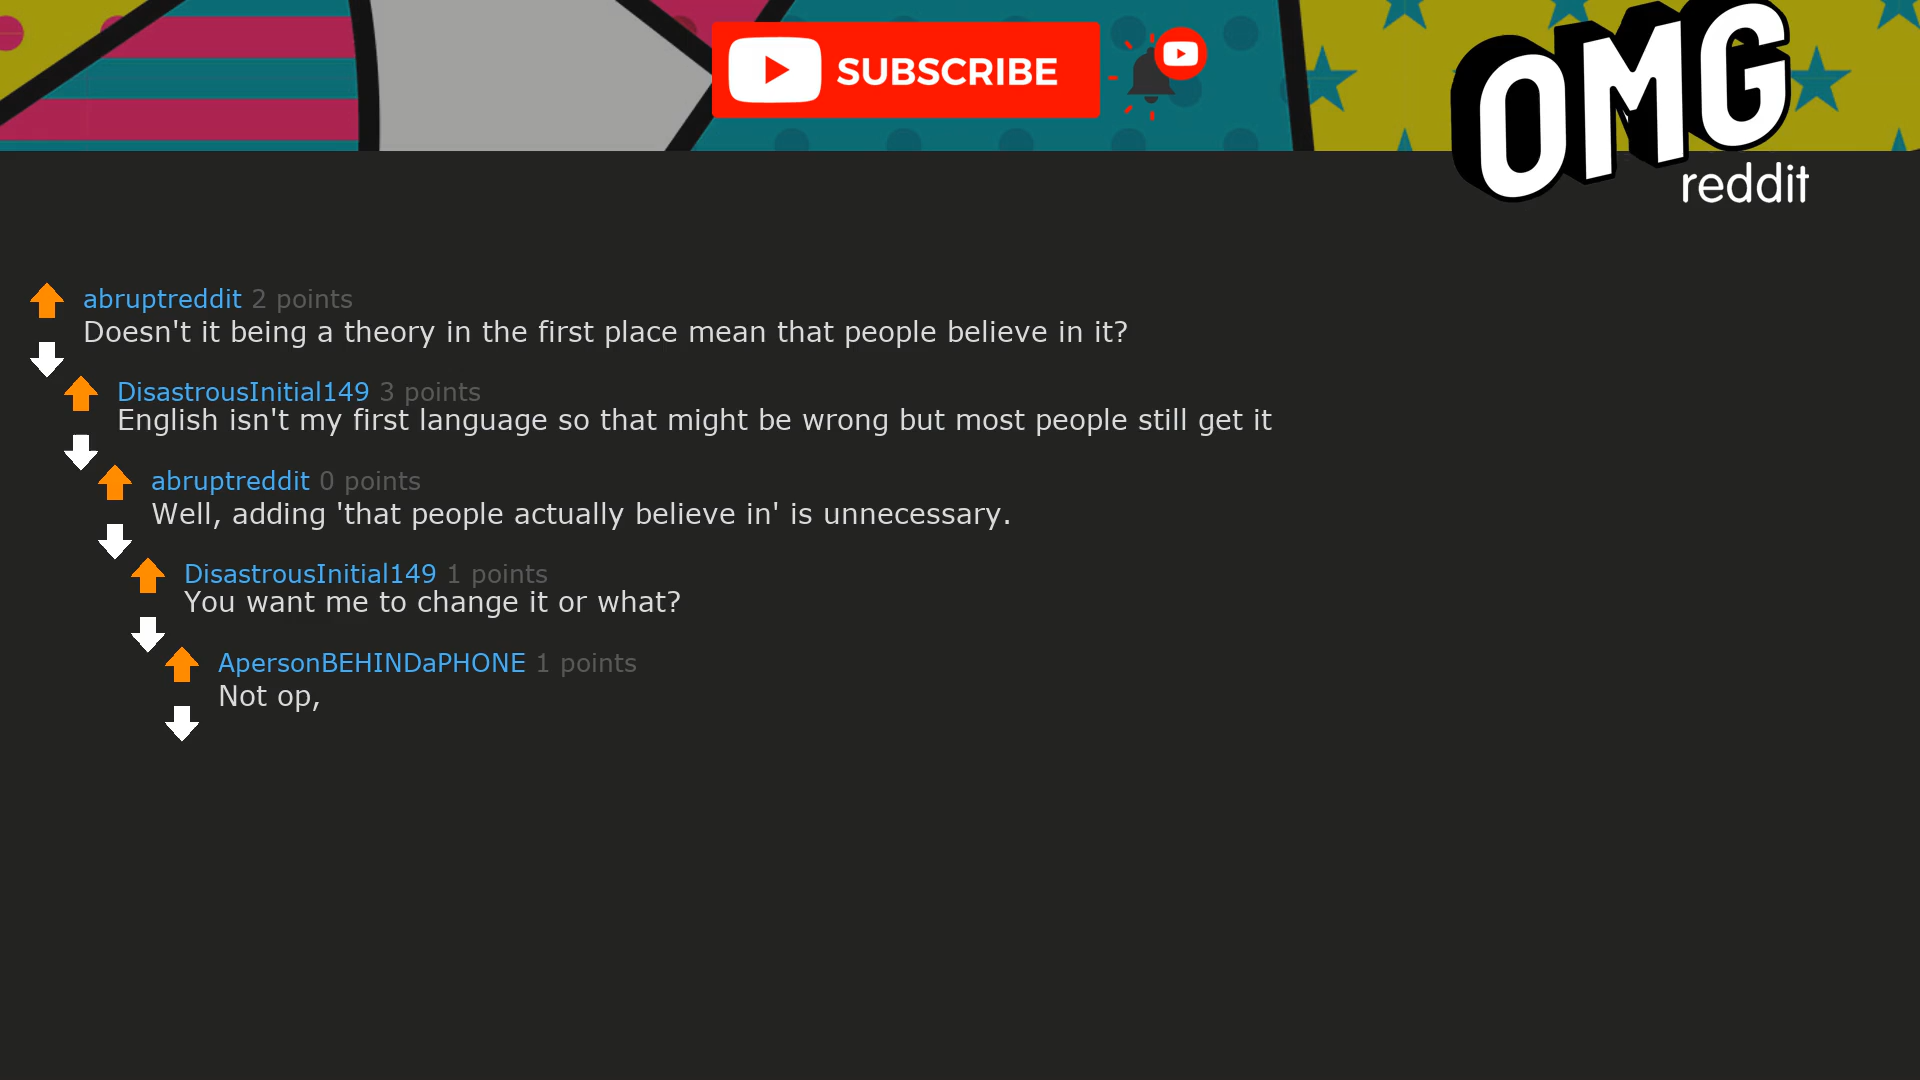 SUBSCRIBE
OMG
reddit
abruptreddit 2 points
Doesn't it being a theory in the first place mean that people believe in it?
DisastrousInitial149 3 points
English isn't my first language so that might be wrong but most people still get it
abruptreddit 0 points
Well, adding 'that people actually believe in' is unnecessary.
DisastrousInitial149 1 points
You want me to change it or what?
ApersonBEHINDaPHONE 1 points
Not op,